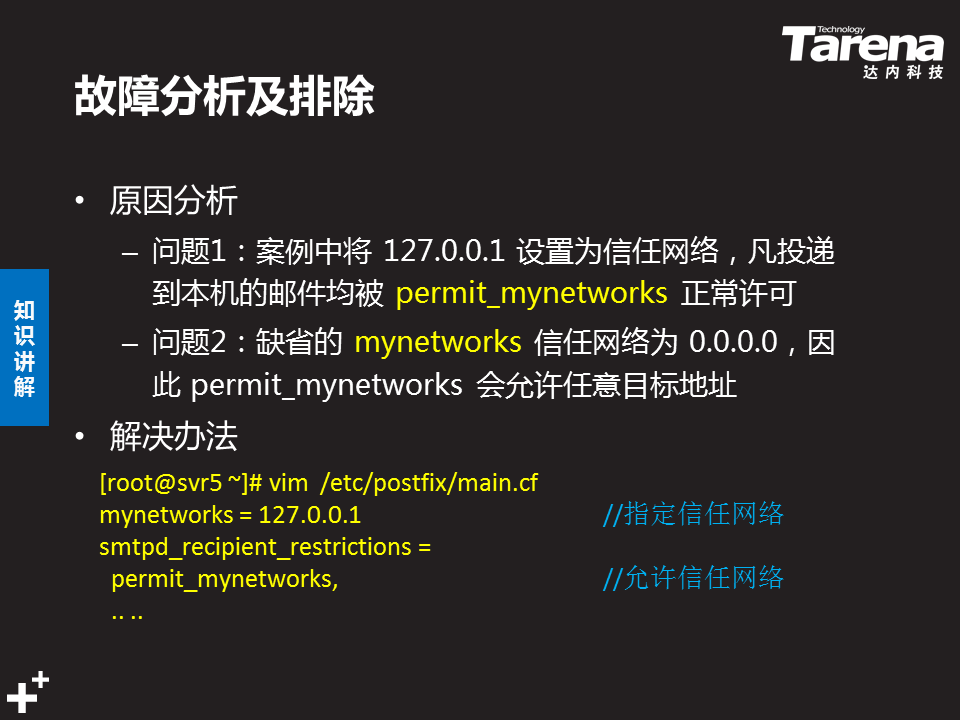 Technology
Tarena
达内科技
故障分析及排除
• 原因分析
– 问题1：案例中将 127.0.0.1 设置为信任网络，凡投递
到本机的邮件均被 permit_mynetworks 正常许可
– 问题2：缺省的 mynetworks 信任网络为 0.0.0.0，因
此 permit_mynetworks 会允许任意目标地址
• 解决办法
[root@svr5 ~]# vim /etc/postfix/main.cf
mynetworks = 127.0.0.1 //指定信任网络
smtpd_recipient_restrictions =
permit_mynetworks, //允许信任网络
.. ..
知识讲解